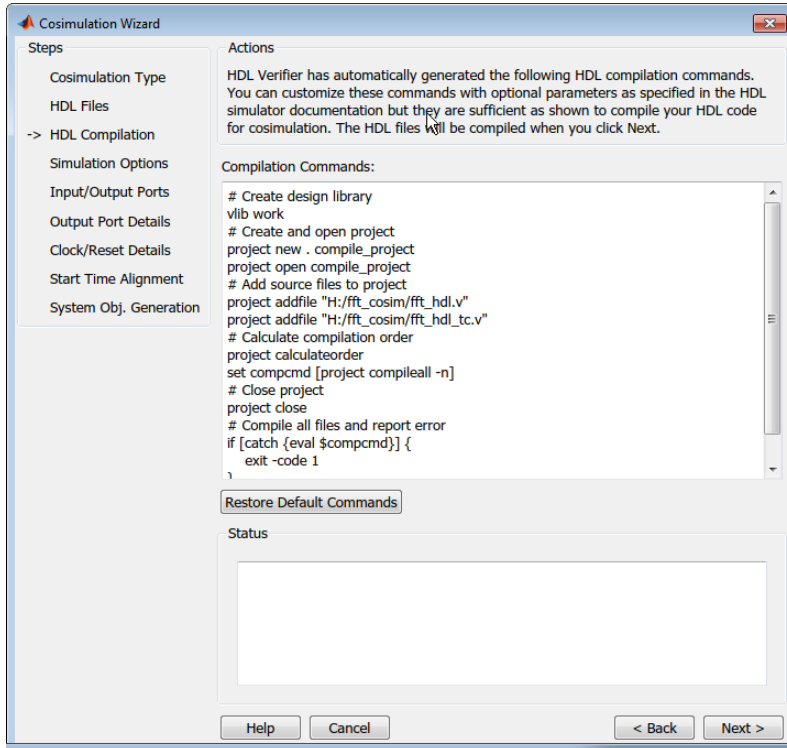 Cosimulation Wizard
Steps
Cosimulation Type
HDL Files
-> HDL Compilation
Simulation Options
Input/Output Ports
Output Port Details
Clock/Reset Details
Start Time Alignment
System Obj. Generation
Actions
HDL Verifier has automatically generated the following HDL compilation commands.
You can customize these commands with optional parameters as specified in the HDL
simulator documentation but they are sufficient as shown to compile your HDL code
for cosimulation. The HDL files will be compiled when you click Next.
Compilation Commands:
# Create design library
vlib work
# Create and open project
project new . compile_project
project open compile_project
# Add source files to project
project addfile "H:/fft_cosim/fft_hdl.v"
project addfile "H:/fft_cosim/fft_hdl_tc.v"
# Calculate compilation order
project calculateorder
set compcmd [project compileall -n]
# Close project
project close
# Compile all files and report error
if [catch {eval $compcmd}] {
exit -code 1
}
Restore Default Commands
Status
Help
Cancel
< Back
Next >